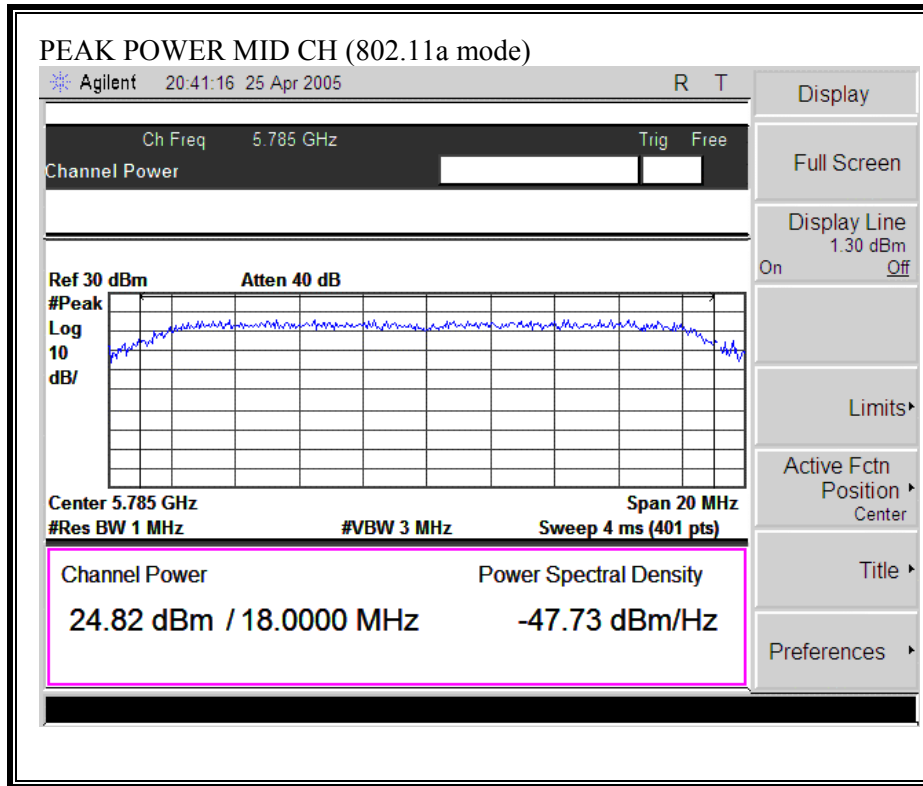 PEAK POWER MID CH (802.11a mode)
Agilent 20:41:16 25 Apr 2005 R T
Display
Ch Freq 5.785 GHz Trig Free
Channel Power
Full Screen
Display Line
1.30 dBm
On Off
Ref 30 dBm Atten 40 dB
#Peak
Log
10
dB/
Limits
Active Fctn
Position
Center
Center 5.785 GHz Span 20 MHz
#Res BW 1 MHz #VBW 3 MHz Sweep 4 ms (401 pts)
Channel Power Power Spectral Density
24.82 dBm / 18.0000 MHz -47.73 dBm/Hz
Title
Preferences